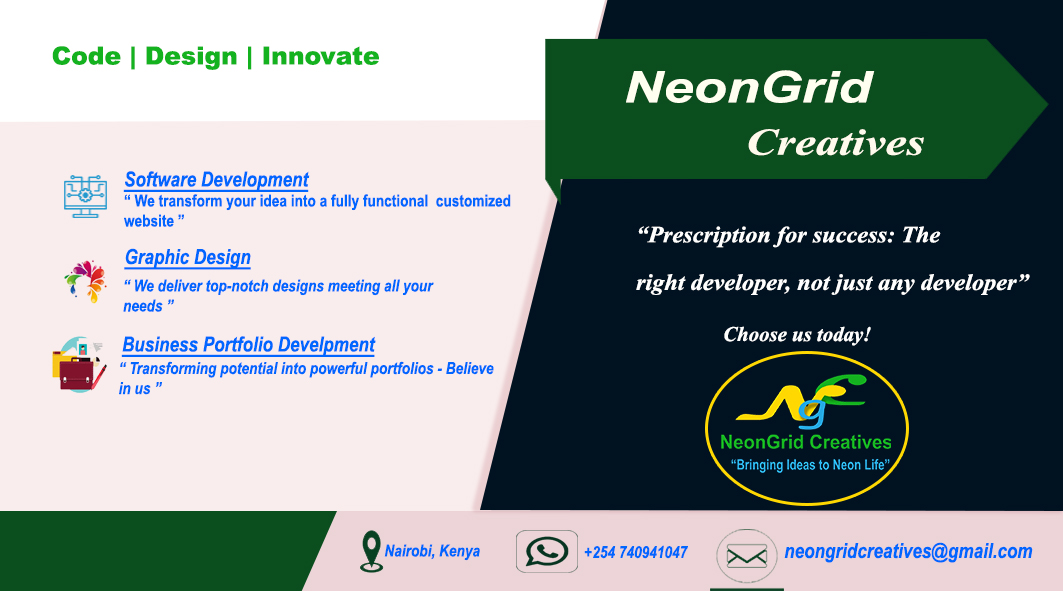 Code | Design | Innovate
NeonGrid
Creatives
Software Development
“ We transform your idea into a fully functional customized
website ”
Graphic Design
“ We deliver top-notch designs meeting all your
needs ”
Business Portfolio Develpment
“ Transforming potential into powerful portfolios - Believe
in us ”
“Prescription for success: The
right developer, not just any developer”
Choose us today!
NgC
NeonGrid Creatives
“Bringing Ideas to Neon Life”
Nairobi, Kenya
+254 740941047
neongridcreatives@gmail.com